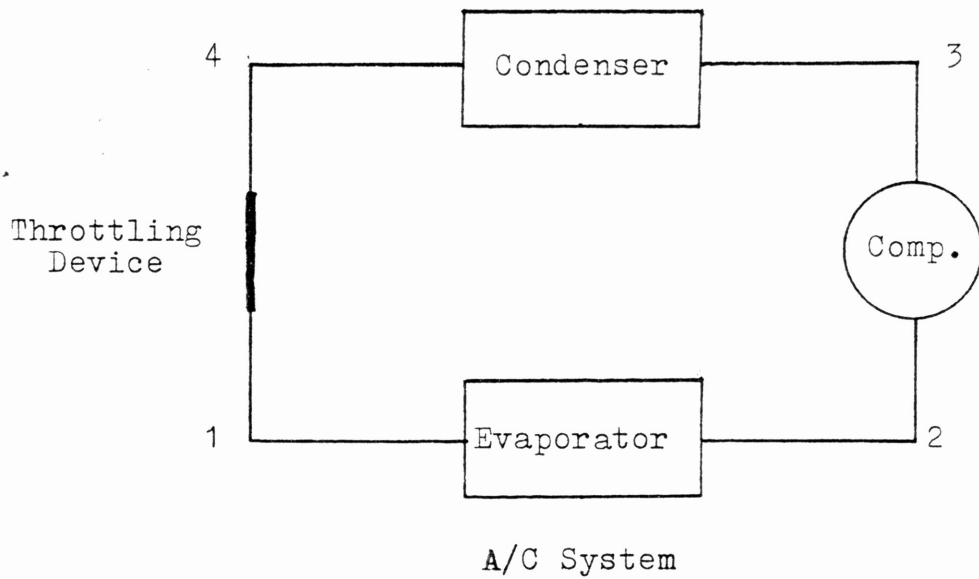 4
Condenser
3
Throttling
Device
Comp.
1
Evaporator
2
A/C System